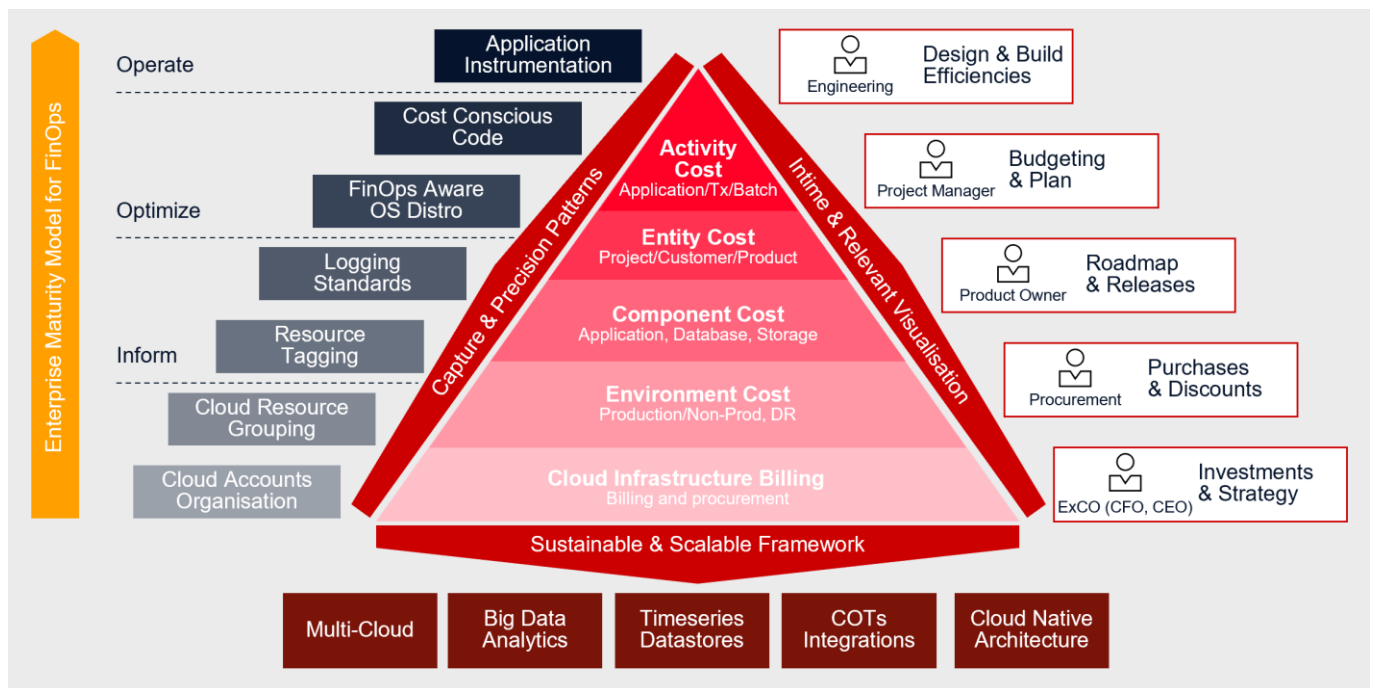 Enterprise Maturity Model for FinOps
Operate
Optimize
Inform
Application
Instrumentation
Cost Conscious
Code
FinOps Aware
OS Distro
Logging
Standards
Resource
Tagging
Cloud Resource
Grouping
Cloud Accounts
Organisation
Capture & Precision Patterns
Activity
Cost
Application/Tx/Batch
Entity Cost
Project/Customer/Product
Component Cost
Application, Database, Storage
Environment Cost
Production/Non-Prod, DR
Cloud Infrastructure Billing
Billing and procurement
Intime & Relevant Visualisation
Engineering
Design & Build
Efficiencies
Project Manager
Budgeting
& Plan
Product Owner
Roadmap
& Releases
Procurement
Purchases
& Discounts
ExCO (CFO, CEO)
Investments
& Strategy
Sustainable & Scalable Framework
Multi-Cloud
Big Data
Analytics
Timeseries
Datastores
COTs
Integrations
Cloud Native
Architecture